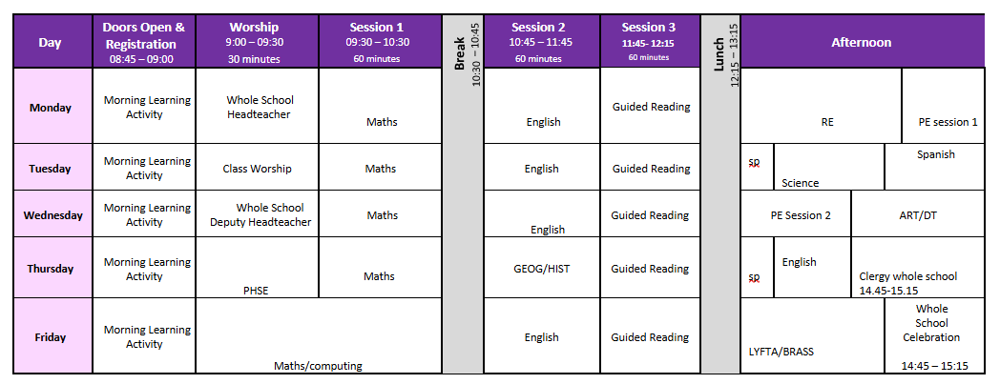 Day
Doors Open &
Registration
08:45 – 09:00
Worship
9:00 – 09:30
30 minutes
Session 1
09:30 – 10:30
60 minutes
Break
10:30 – 10:45
Session 2
10:45 – 11:45
60 minutes
Session 3
11:45- 12:15
60 minutes
Lunch
12:15 – 13:15
Afternoon
Monday
Morning Learning
Activity
Whole School
Headteacher
Maths
English
Guided Reading
RE
PE session 1
Tuesday
Morning Learning
Activity
Class Worship
Maths
English
Guided Reading
sp
Science
Spanish
Wednesday
Morning Learning
Activity
Whole School
Deputy Headteacher
Maths
English
Guided Reading
PE Session 2
ART/DT
Thursday
Morning Learning
Activity
PHSE
Maths
GEOG/HIST
Guided Reading
sp
English
Clergy whole school
14.45-15.15
Friday
Morning Learning
Activity
Maths/computing
English
Guided Reading
LYFTA/BRASS
Whole
School
Celebration
14:45 – 15:15